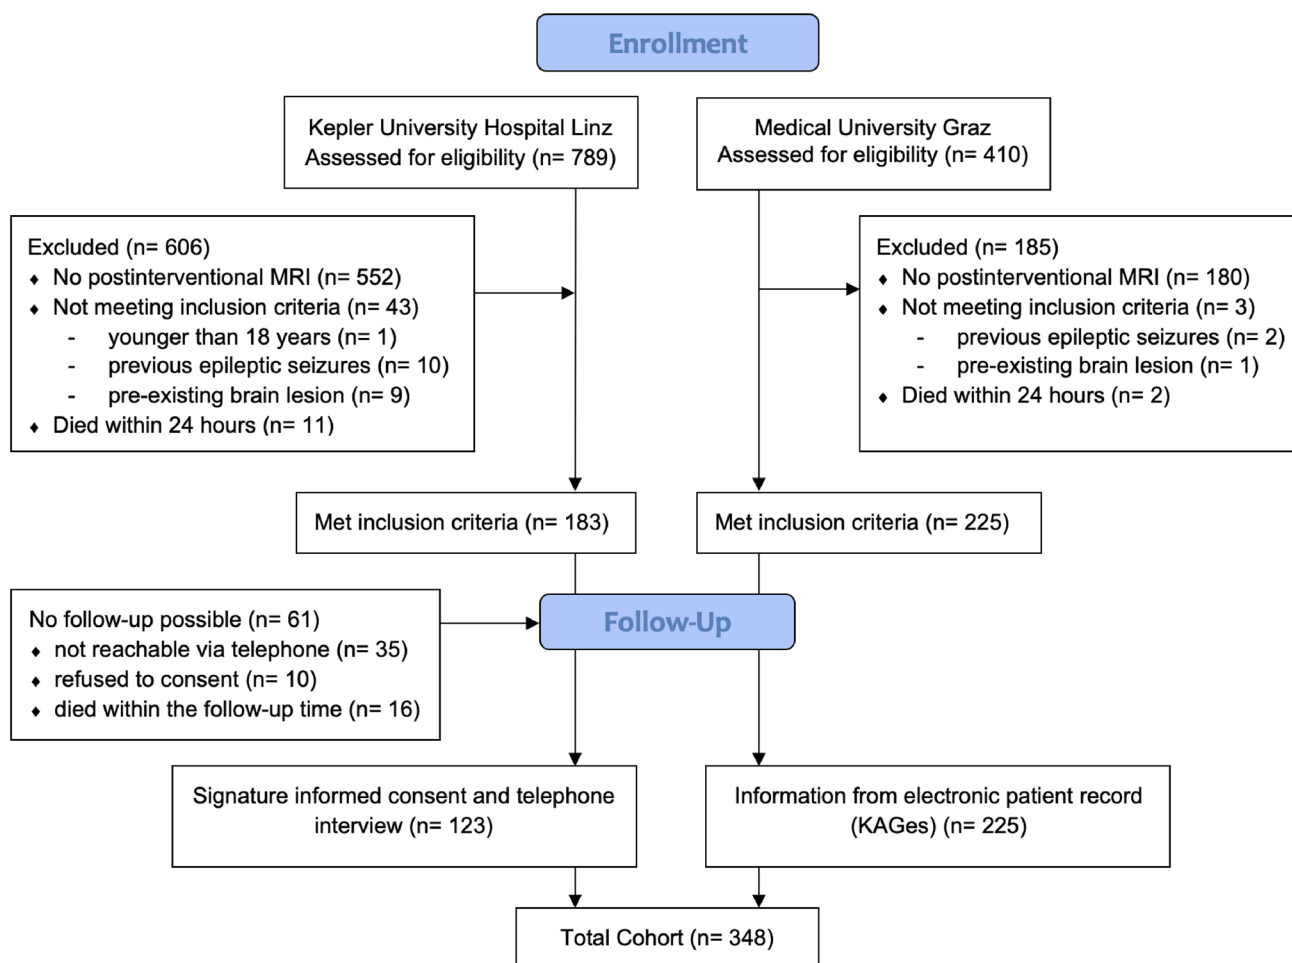 Enrollment
Kepler University Hospital Linz
Assessed for eligibility (n= 789)
Medical University Graz
Assessed for eligibility (n= 410)
Excluded (n= 606)
⬧ No postinterventional MRI (n= 552)
⬧ Not meeting inclusion criteria (n= 43)
- younger than 18 years (n= 1)
- previous epileptic seizures (n= 10)
- pre-existing brain lesion (n= 9)
⬧ Died within 24 hours (n= 11)
Excluded (n= 185)
⬧ No postinterventional MRI (n= 180)
⬧ Not meeting inclusion criteria (n= 3)
- previous epileptic seizures (n= 2)
- pre-existing brain lesion (n= 1)
⬧ Died within 24 hours (n= 2)
Met inclusion criteria (n= 183)
Met inclusion criteria (n= 225)
No follow-up possible (n= 61)
⬧ not reachable via telephone (n= 35)
⬧ refused to consent (n= 10)
⬧ died within the follow-up time (n= 16)
Follow-Up
Signature informed consent and telephone
interview (n= 123)
Information from electronic patient record
(KAGes) (n= 225)
Total Cohort (n= 348)